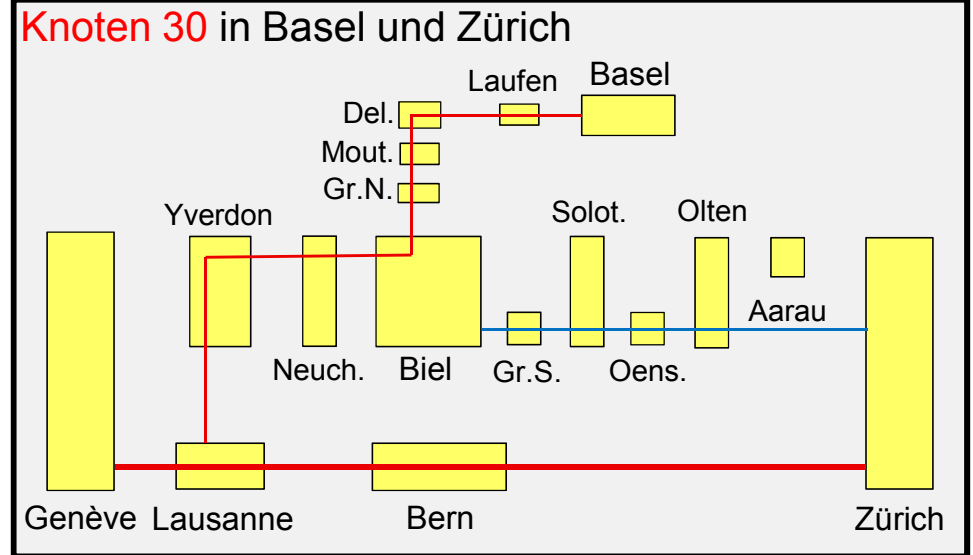 Knoten 30 in Basel und Zürich
Laufen
Basel
Del.
Mout.
Gr.N.
Yverdon
Solot.
Olten
Aarau
Neuch.
Biel
Gr.S.
Oens.
Genève
Lausanne
Bern
Zürich